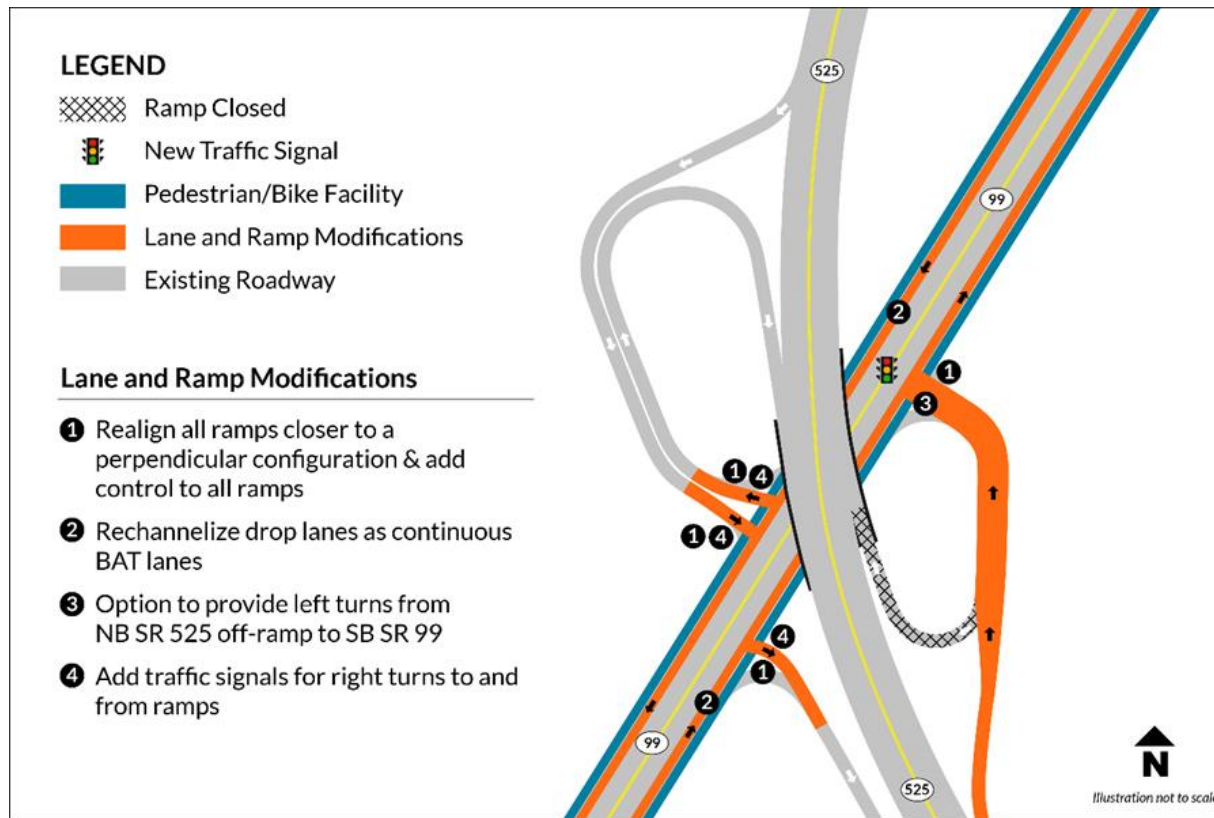 LEGEND
Ramp Closed
New Traffic Signal
Pedestrian/Bike Facility
Lane and Ramp Modifications
Existing Roadway
Lane and Ramp Modifications
1 Realign all ramps closer to a
perpendicular configuration & add
control to all ramps
2 Rechannelize drop lanes as continuous
BAT lanes
3 Option to provide left turns from
NB SR 525 off-ramp to SB SR 99
4 Add traffic signals for right turns to and
from ramps
525
99
2
1
3
1 4
1 4
4
1
2
99
525
N
Illustration not to scale